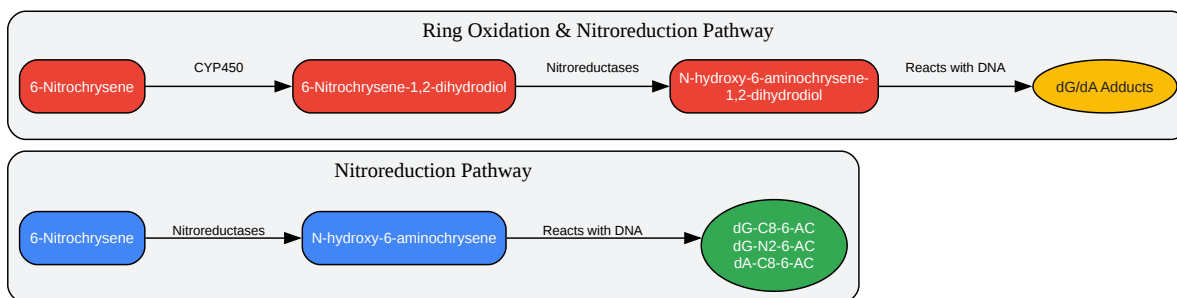 Ring Oxidation & Nitroreduction Pathway
6-Nitrochrysene
CYP450
6-Nitrochrysene-1,2-dihydrodiol
Nitroreductases
N-hydroxy-6-aminochrysene-
1,2-dihydrodiol
Reacts with DNA
dG/dA Adducts
Nitroreduction Pathway
6-Nitrochrysene
Nitroreductases
N-hydroxy-6-aminochrysene
Reacts with DNA
dG-C8-6-AC
dG-N2-6-AC
dA-C8-6-AC